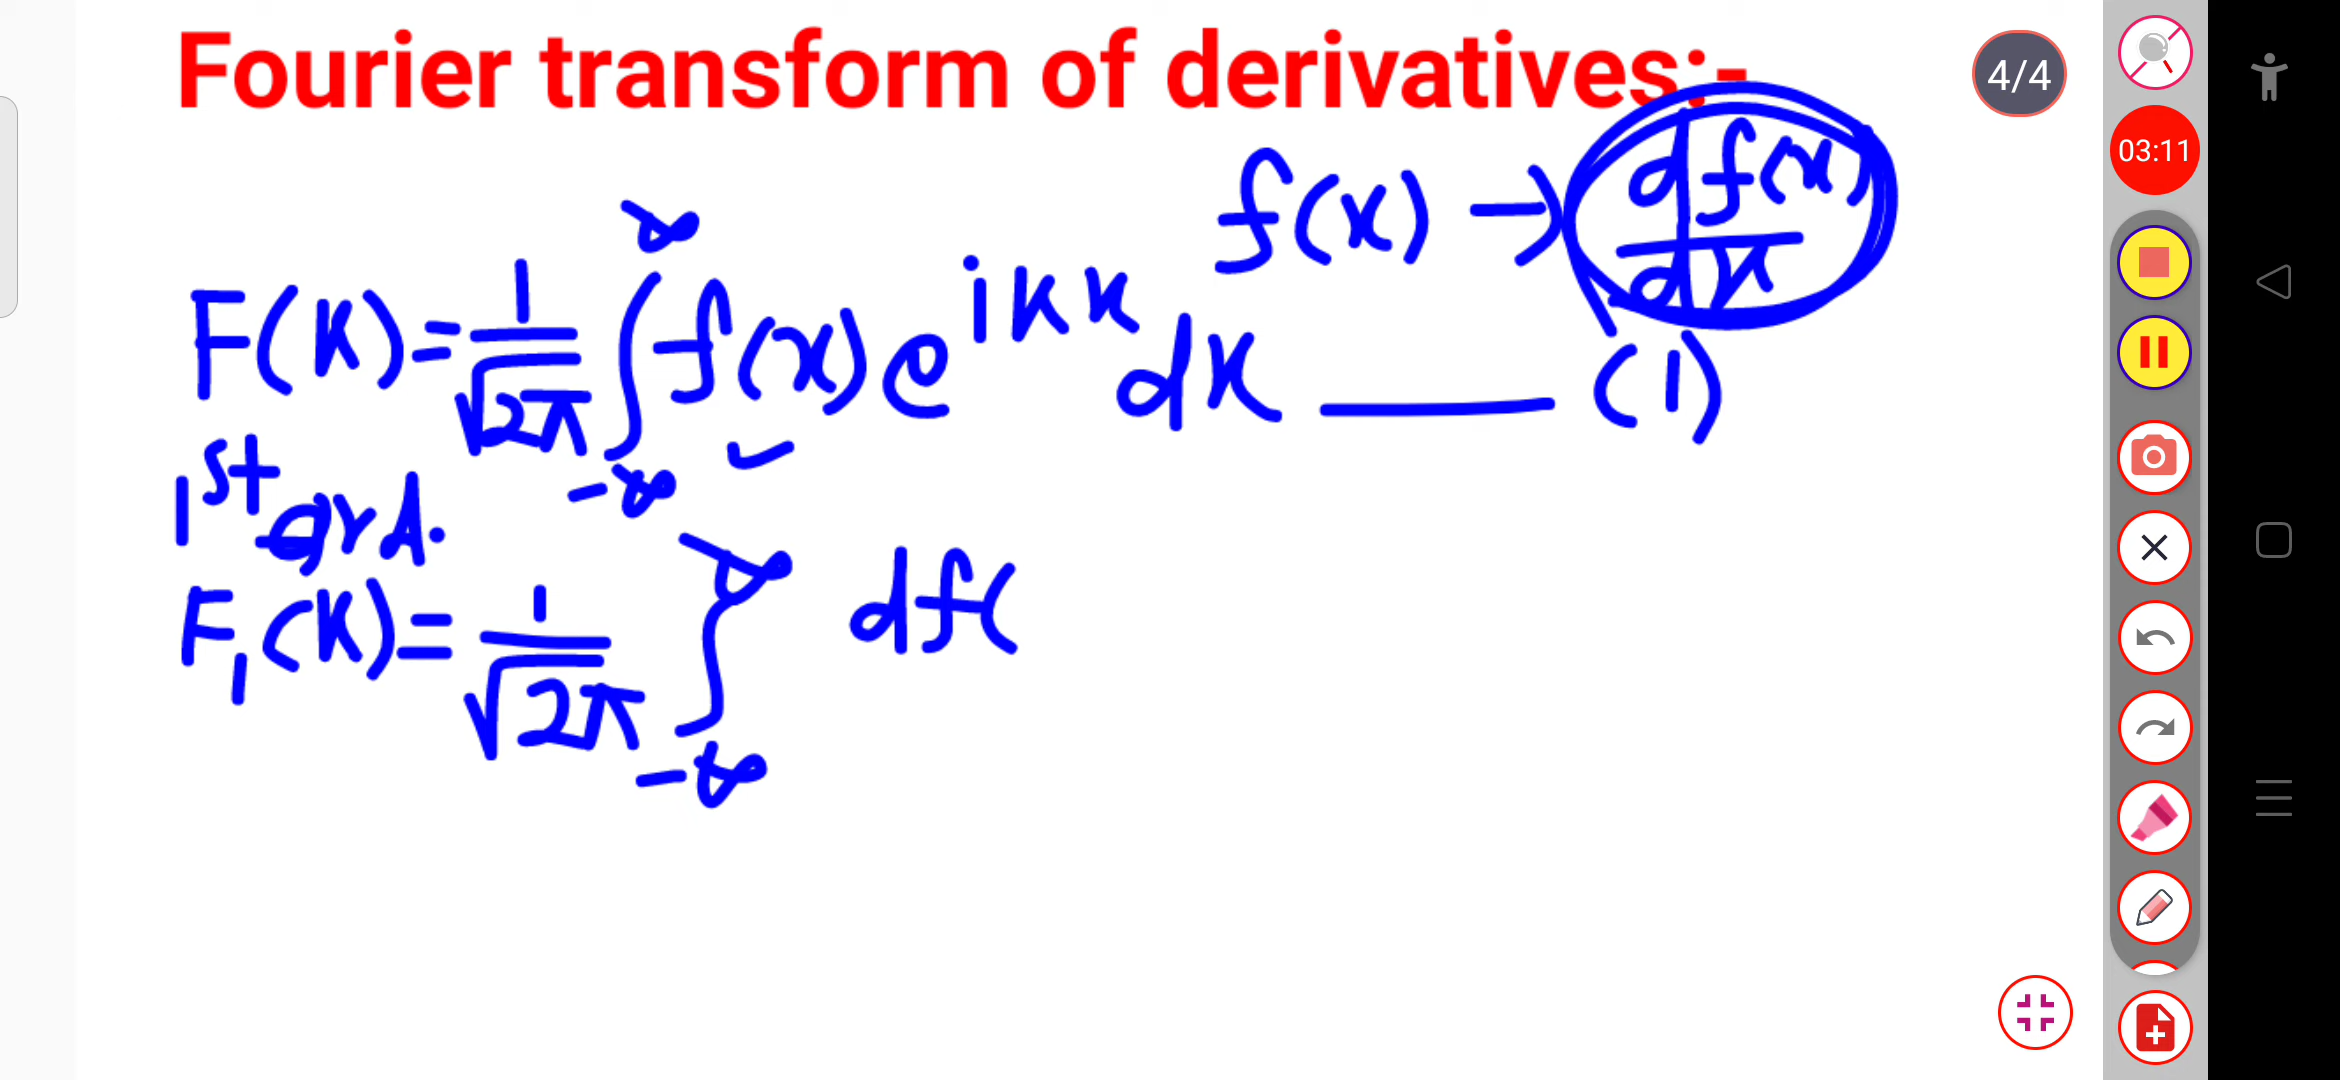 Fourier transform of derivatives:-
4/4
03:11
f(x) → df(x)/dx
F(K) = 1/√2π ∫_{-∞}^{∞} f(x) e^{ikx} dx ____ (1)
1st ord.
F₁(K) = 1/√2π ∫_{-∞}^{∞} df(